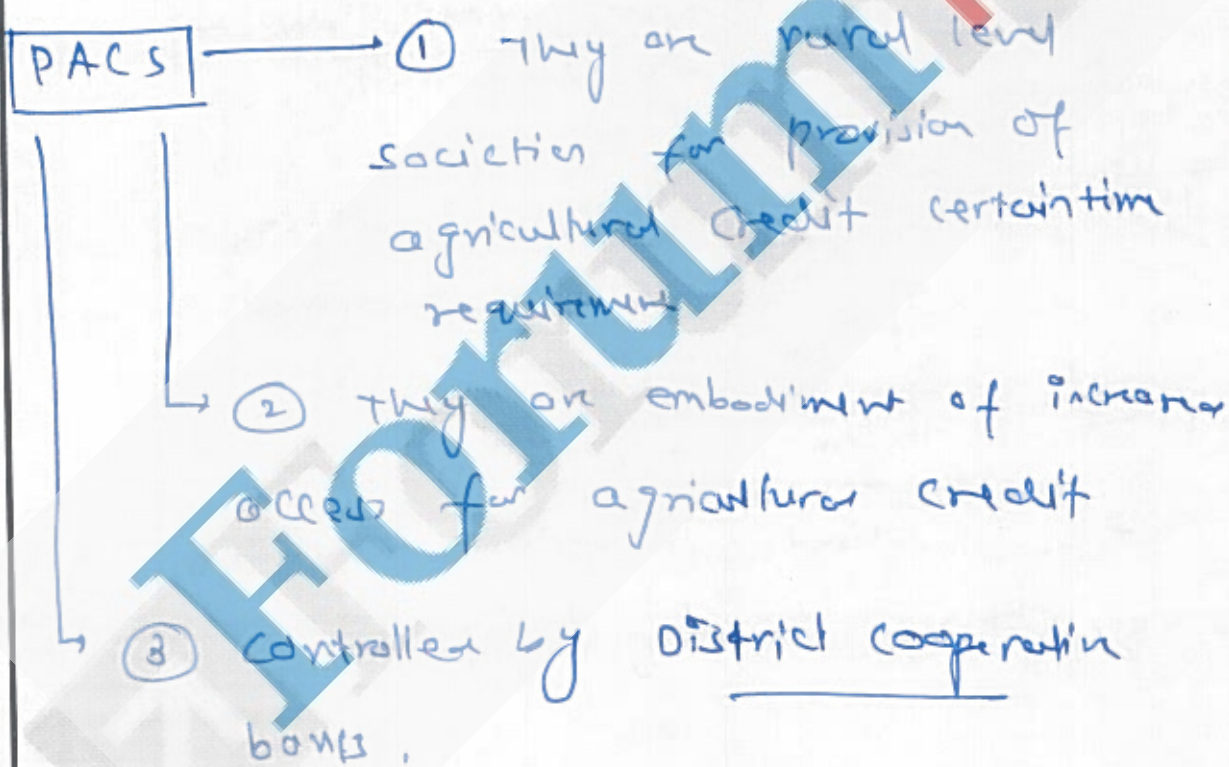 PACS
① They are rural level
societies for provision of
agricultural credit certain time
requirement
② They are embodiment of increase
access for agricultural credit
③ controlled by District cooperative
banks.
Forum